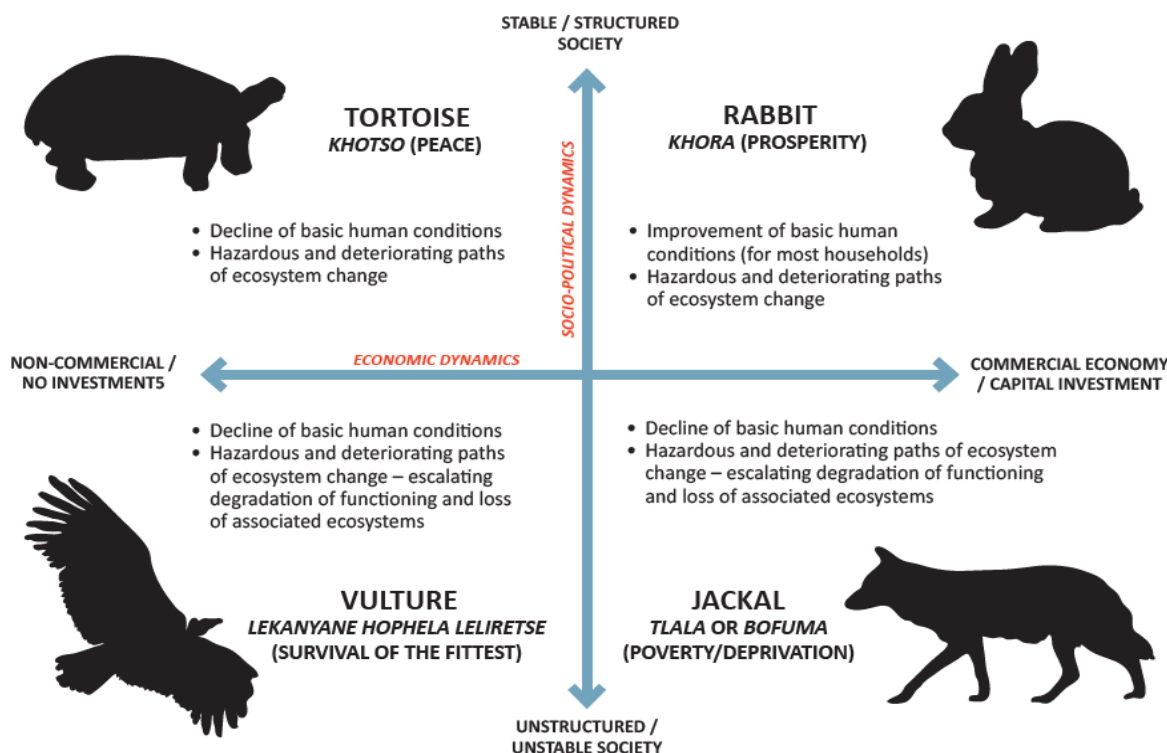 STABLE / STRUCTURED
SOCIETY
TORTOISE
KHOTSO (PEACE)
• Decline of basic human conditions
• Hazardous and deteriorating paths
of ecosystem change
RABBIT
KHORA (PROSPERITY)
• Improvement of basic human
conditions (for most households)
• Hazardous and deteriorating paths
of ecosystem change
SOCIO-POLITICAL DYNAMICS
NON-COMMERCIAL /
NO INVESTMENT5
ECONOMIC DYNAMICS
COMMERCIAL ECONOMY
/ CAPITAL INVESTMENT
• Decline of basic human conditions
• Hazardous and deteriorating paths
of ecosystem change – escalating
degradation of functioning and loss
of associated ecosystems
VULTURE
LEKANYANE HOPHELA LELIRETSE
(SURVIVAL OF THE FITTEST)
• Decline of basic human conditions
• Hazardous and deteriorating paths of ecosystem
change – escalating degradation of functioning
and loss of associated ecosystems
JACKAL
TLALA OR BOFUMA
(POVERTY/DEPRIVATION)
UNSTRUCTURED /
UNSTABLE SOCIETY